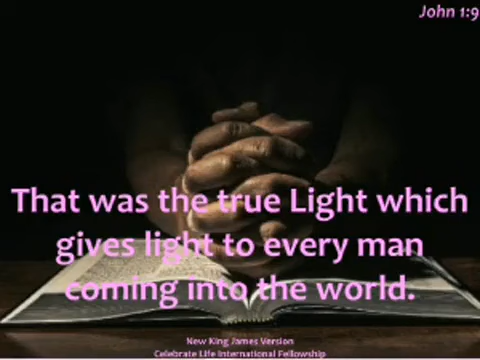 John 1:9
That was the true Light which
gives light to every man
coming into the world.
New King James Version
Celebrate Life International Fellowship